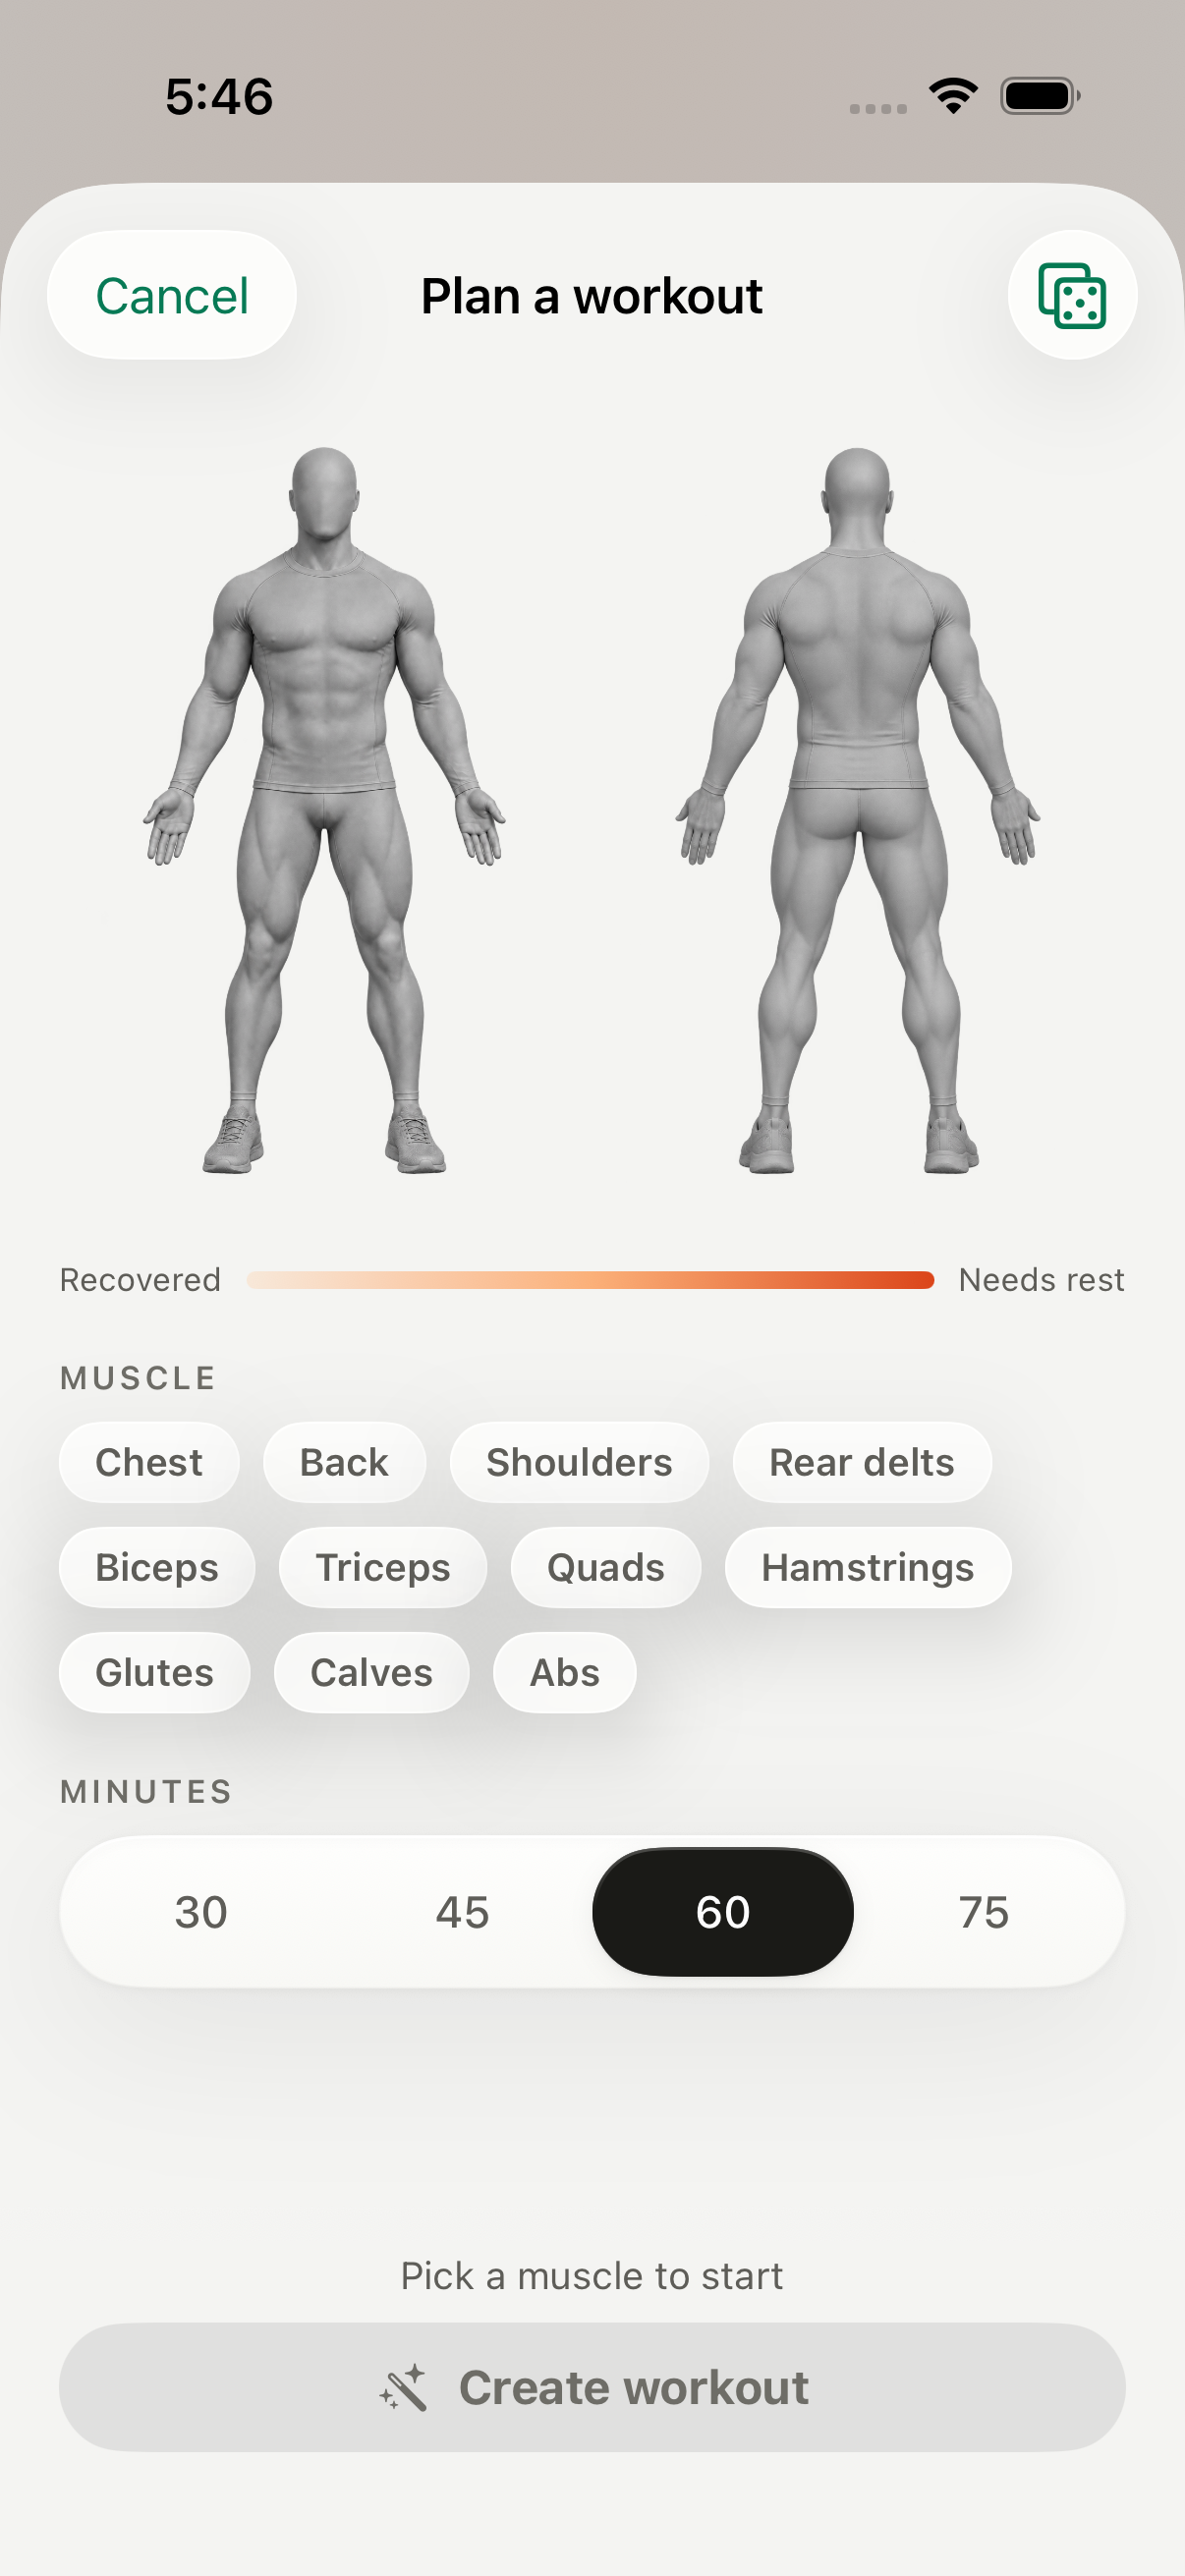 5:46
Cancel
Plan a workout
Recovered
Needs rest
MUSCLE
Chest
Back
Shoulders
Rear delts
Biceps
Triceps
Quads
Hamstrings
Glutes
Calves
Abs
MINUTES
30
45
60
75
Pick a muscle to start
Create workout